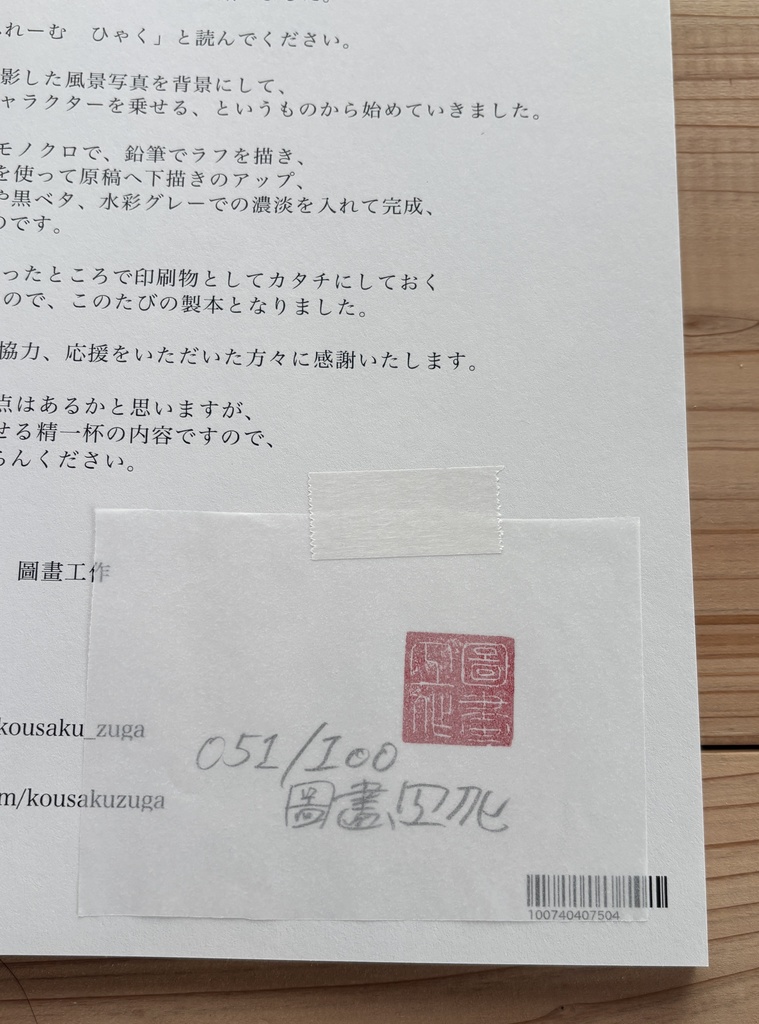 れーむ　ひゃく」と読んでください。
影した風景写真を背景にして、
ャラクターを乗せる、というものから始めていきました。
モノクロで、鉛筆でラフを描き、
を使って原稿へ下描きのアップ、
や黒ベタ、水彩グレーでの濃淡を入れて完成、
のです。
ったところで印刷物としてカタチにしておく
ので、このたびの製本となりました。
協力、応援をいただいた方々に感謝いたします。
点はあるかと思いますが、
せる精一杯の内容ですので、
らんください。
圖畫工作
kousaku_zuga
m/kousakuzuga
051/100
圖畫工作
100740407504